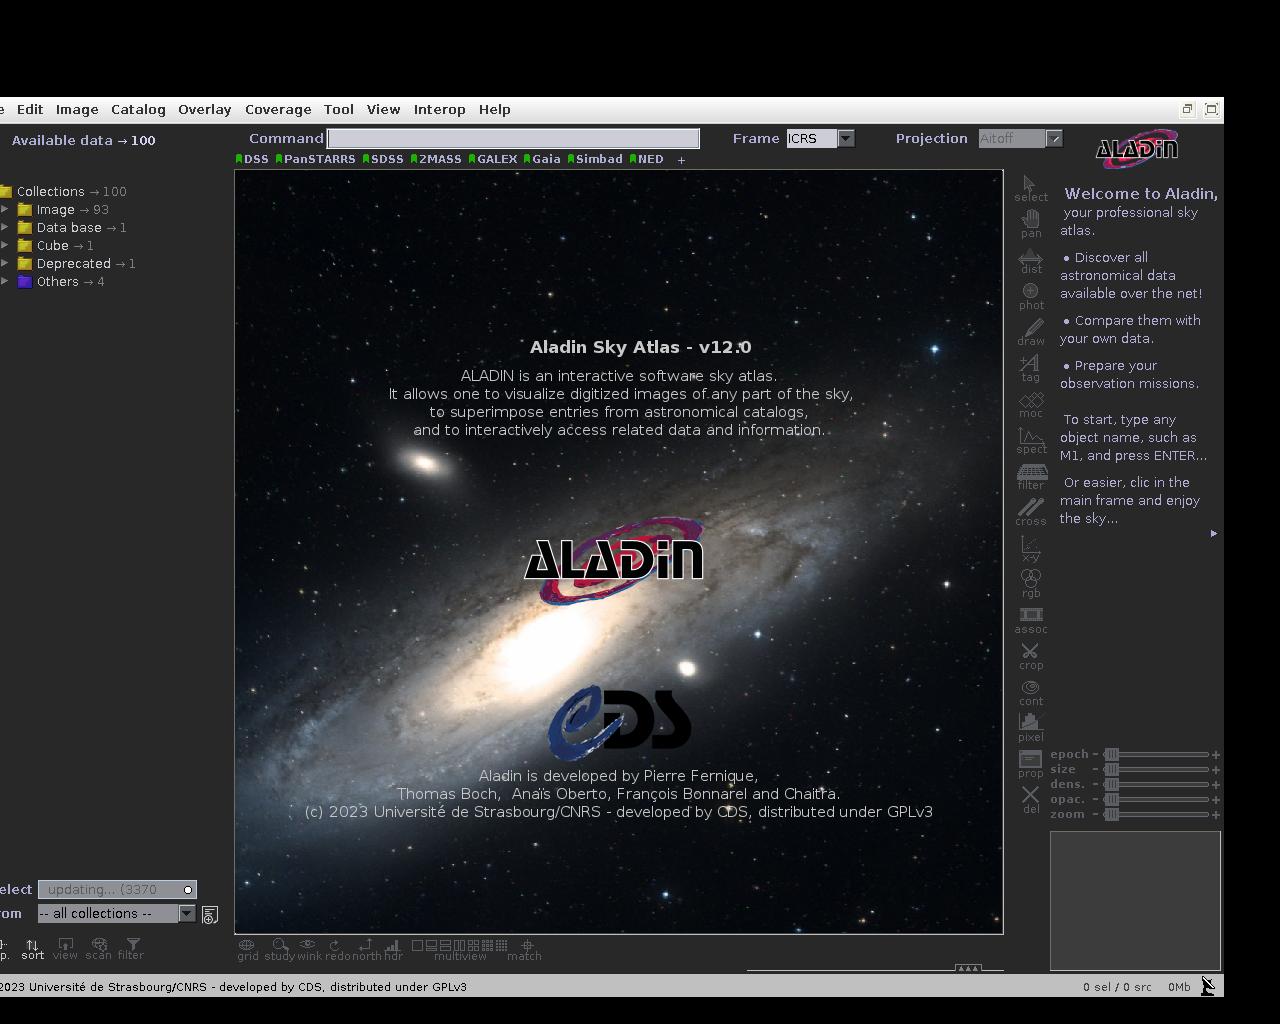 e Edit Image Catalog Overlay Coverage Tool View Interop Help
Available data → 100
Command
Frame ICRS
Projection Aitoff
DSS PanSTARRS SDSS 2MASS GALEX Gaia Simbad NED +
ALADIN
Collections → 100
Image → 93
Data base → 1
Cube → 1
Deprecated → 1
Others → 4
Aladin Sky Atlas - v12.0
ALADIN is an interactive software sky atlas.
It allows one to visualize digitized images of any part of the sky,
to superimpose entries from astronomical catalogs,
and to interactively access related data and information.
ALADIN
CDS
Aladin is developed by Pierre Fernique,
Thomas Boch, Anaïs Oberto, François Bonnarel and Chaitra.
(c) 2023 Université de Strasbourg/CNRS - developed by CDS, distributed under GPLv3
select
pan
dist
phot
draw
tag
moc
spect
filter
cross
x-y
rgb
assoc
crop
cont
pixel
prop
del
Welcome to Aladin,
your professional sky
atlas.
• Discover all
astronomical data
available over the net!
• Compare them with
your own data.
• Prepare your
observation missions.
To start, type any
object name, such as
M1, and press ENTER...
Or easier, clic in the
main frame and enjoy
the sky...
epoch - +
size - +
dens. - +
opac. - +
zoom - +
elect updating... (3370
om -- all collections --
p. sort view scan filter
grid study wink redo north hdr multiview match
2023 Université de Strasbourg/CNRS - developed by CDS, distributed under GPLv3
0 sel / 0 src 0Mb